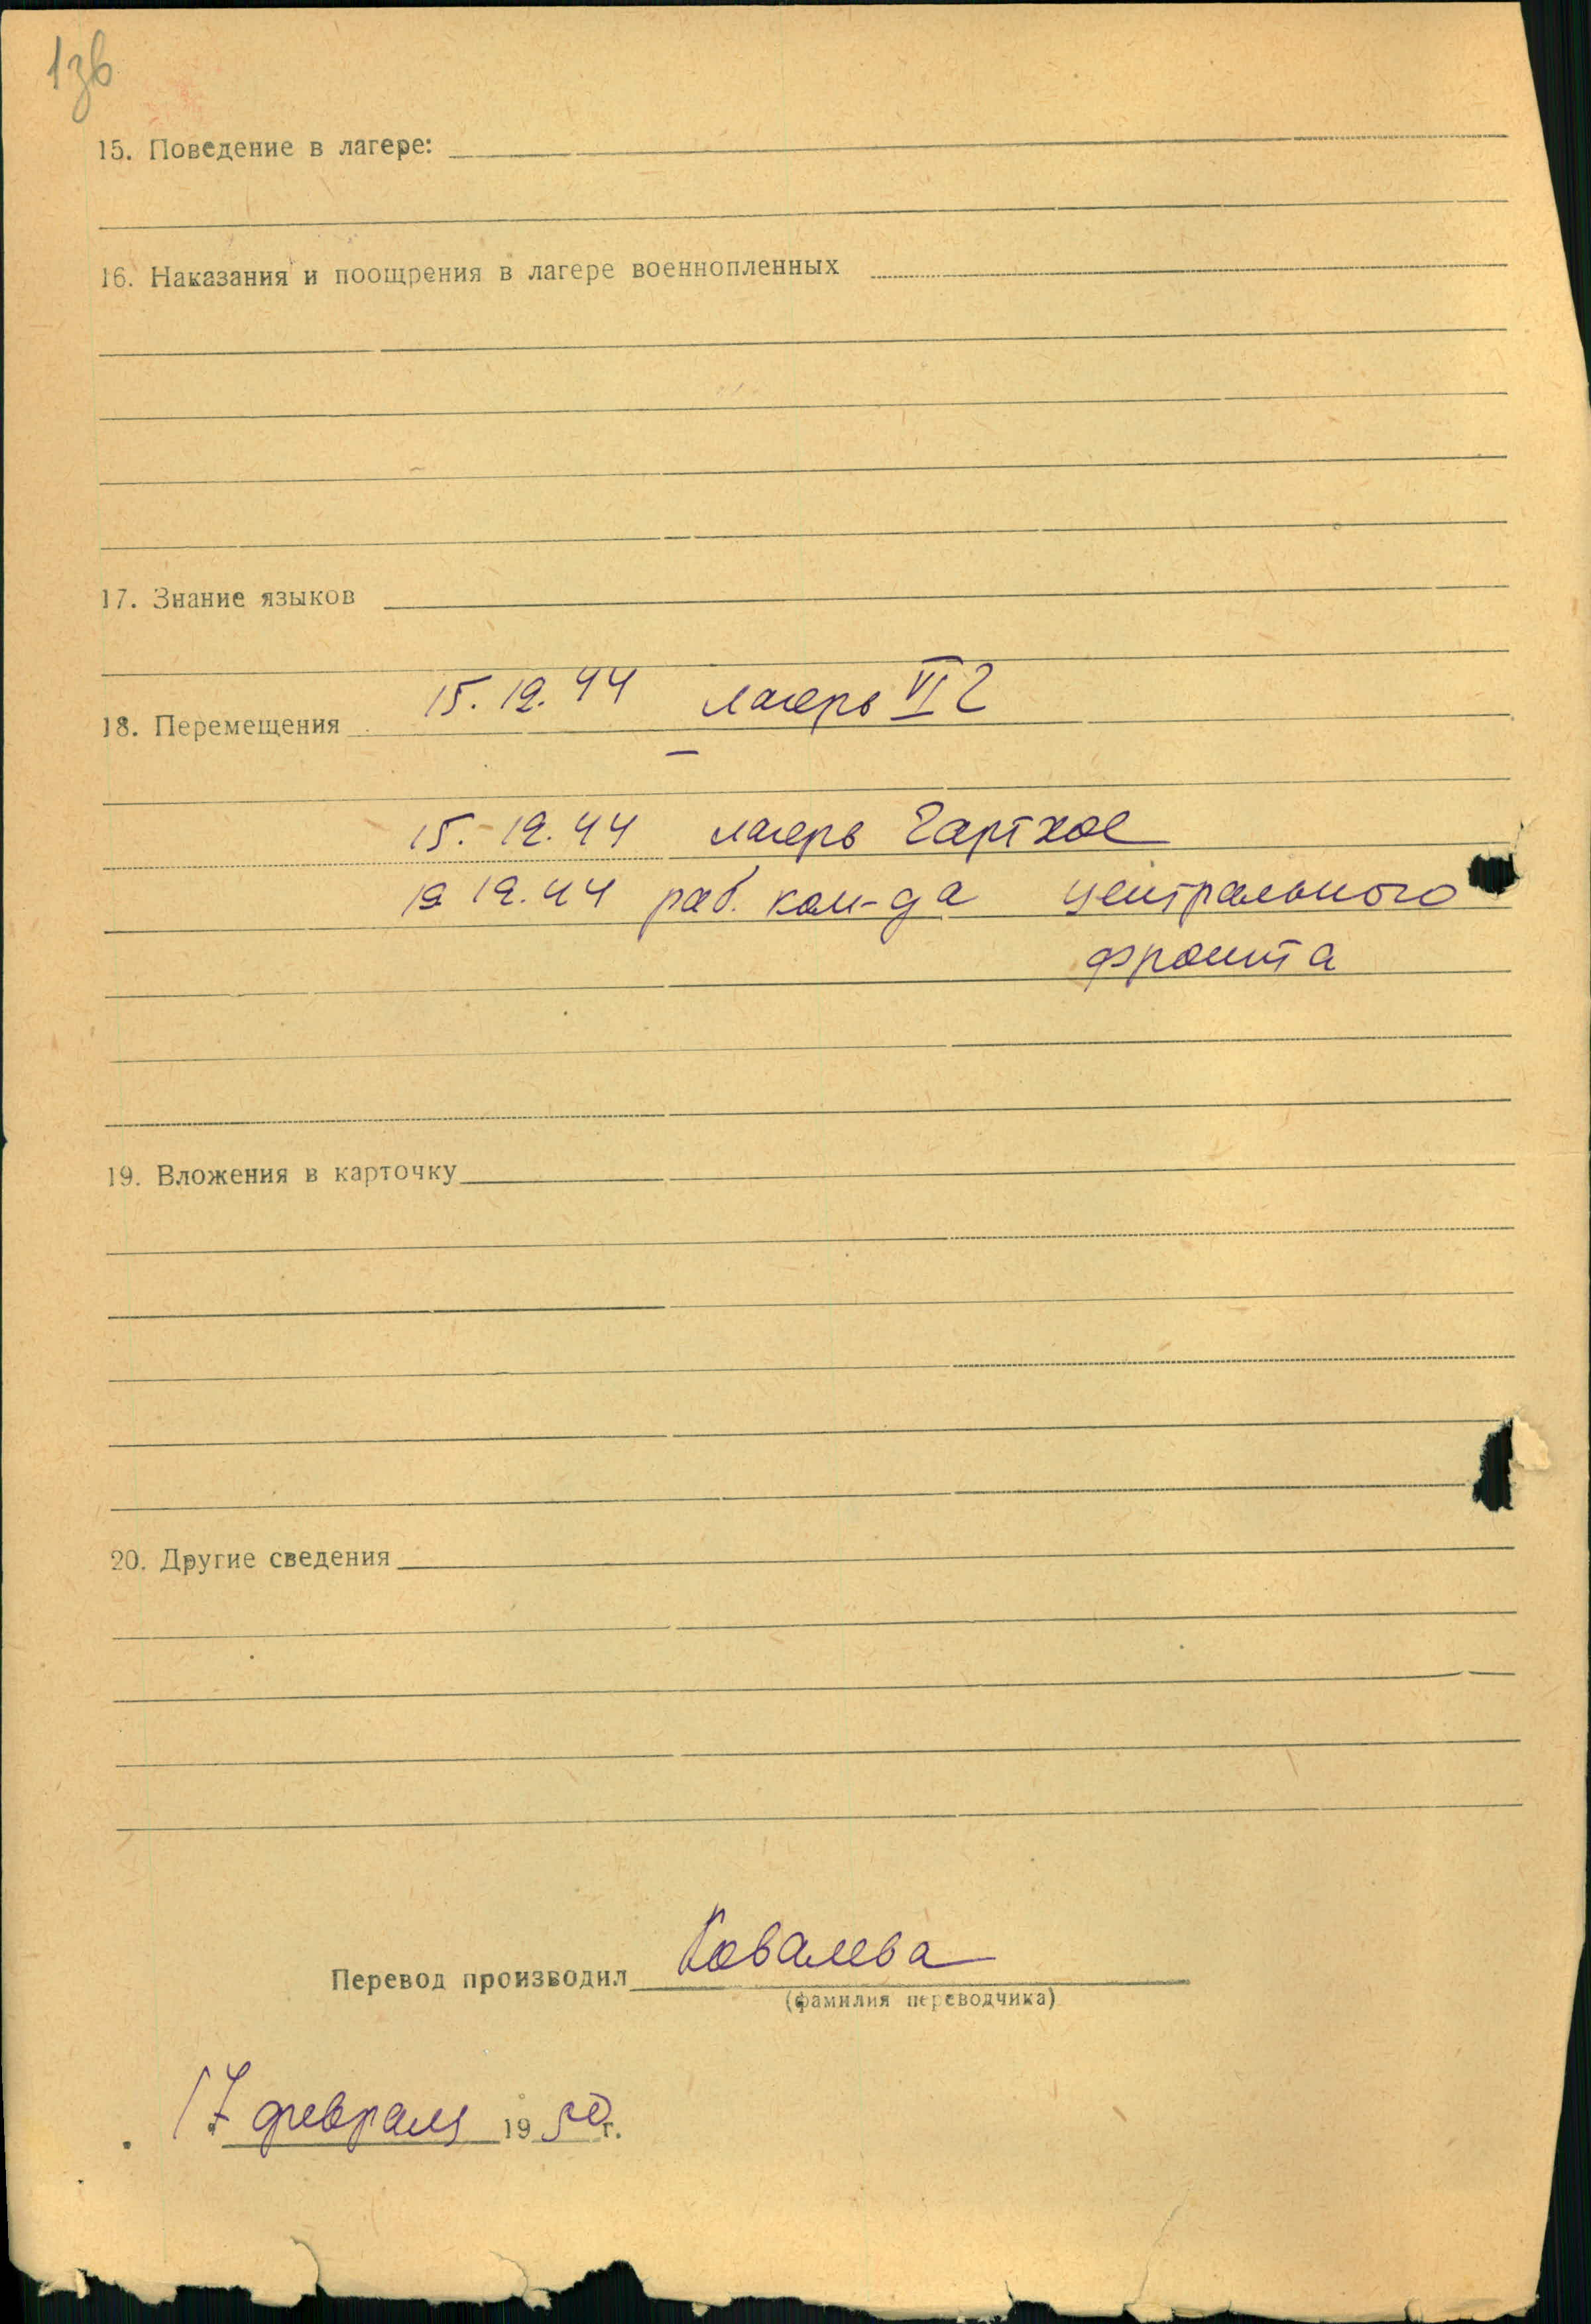 136
15. Поведение в лагере:
16. Наказания и поощрения в лагере военнопленных
17. Знание языков
18. Перемещения 15.12.44 лагерь VI г
15.12.44 лагерь
19 12.44 раб. ком-да центрального
фронта
19. Вложения в карточку
20. Другие сведения
Перевод производил Ковалева
(фамилия переводчика)
17 февраля 1950 г.